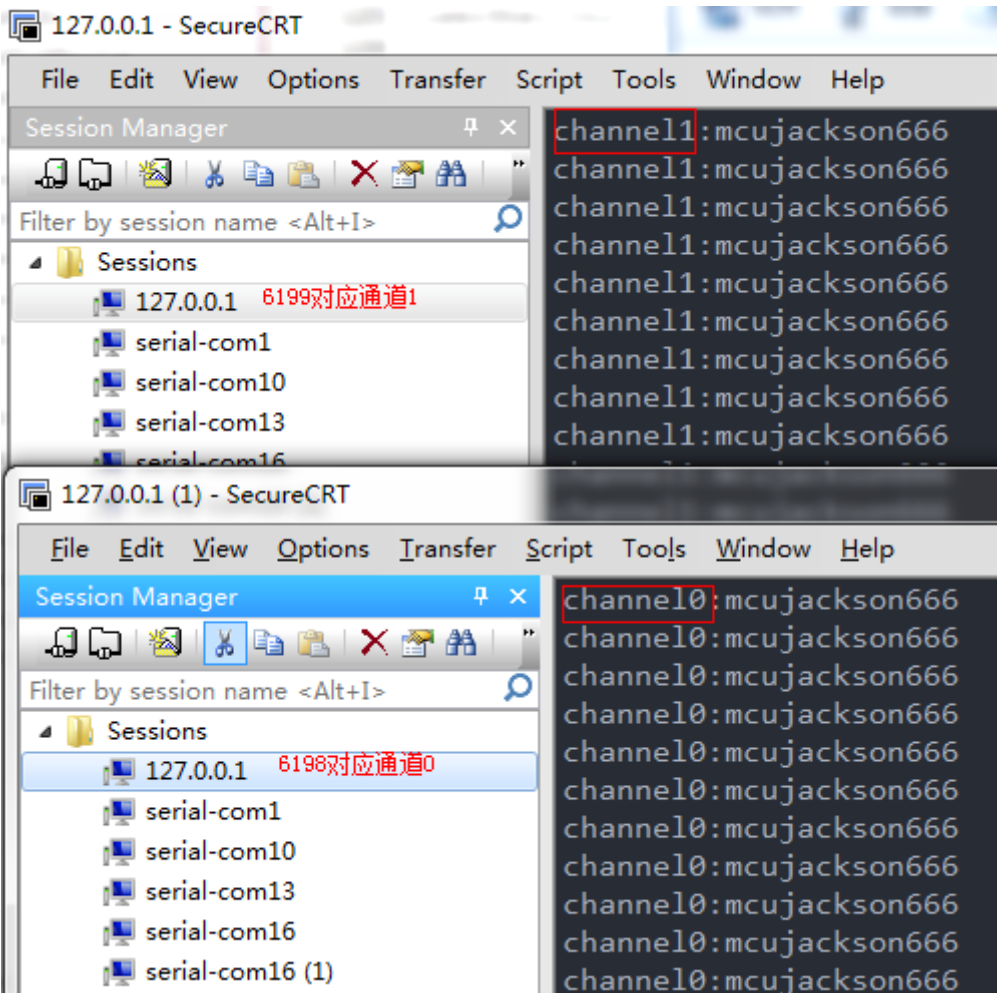 127.0.0.1 - SecureCRT
File Edit View Options Transfer Script Tools Window Help
Session Manager
Filter by session name <Alt+I>
Sessions
127.0.0.1 6199对应通道1
serial-com1
serial-com10
serial-com13
serial-com16
channel1:mcujackson666
channel1:mcujackson666
channel1:mcujackson666
channel1:mcujackson666
channel1:mcujackson666
channel1:mcujackson666
channel1:mcujackson666
channel1:mcujackson666
channel1:mcujackson666
127.0.0.1 (1) - SecureCRT
File Edit View Options Transfer Script Tools Window Help
Session Manager
Filter by session name <Alt+I>
Sessions
127.0.0.1 6198对应通道0
serial-com1
serial-com10
serial-com13
serial-com16
serial-com16 (1)
channel0:mcujackson666
channel0:mcujackson666
channel0:mcujackson666
channel0:mcujackson666
channel0:mcujackson666
channel0:mcujackson666
channel0:mcujackson666
channel0:mcujackson666
channel0:mcujackson666
channel0:mcujackson666
channel0:mcujackson666